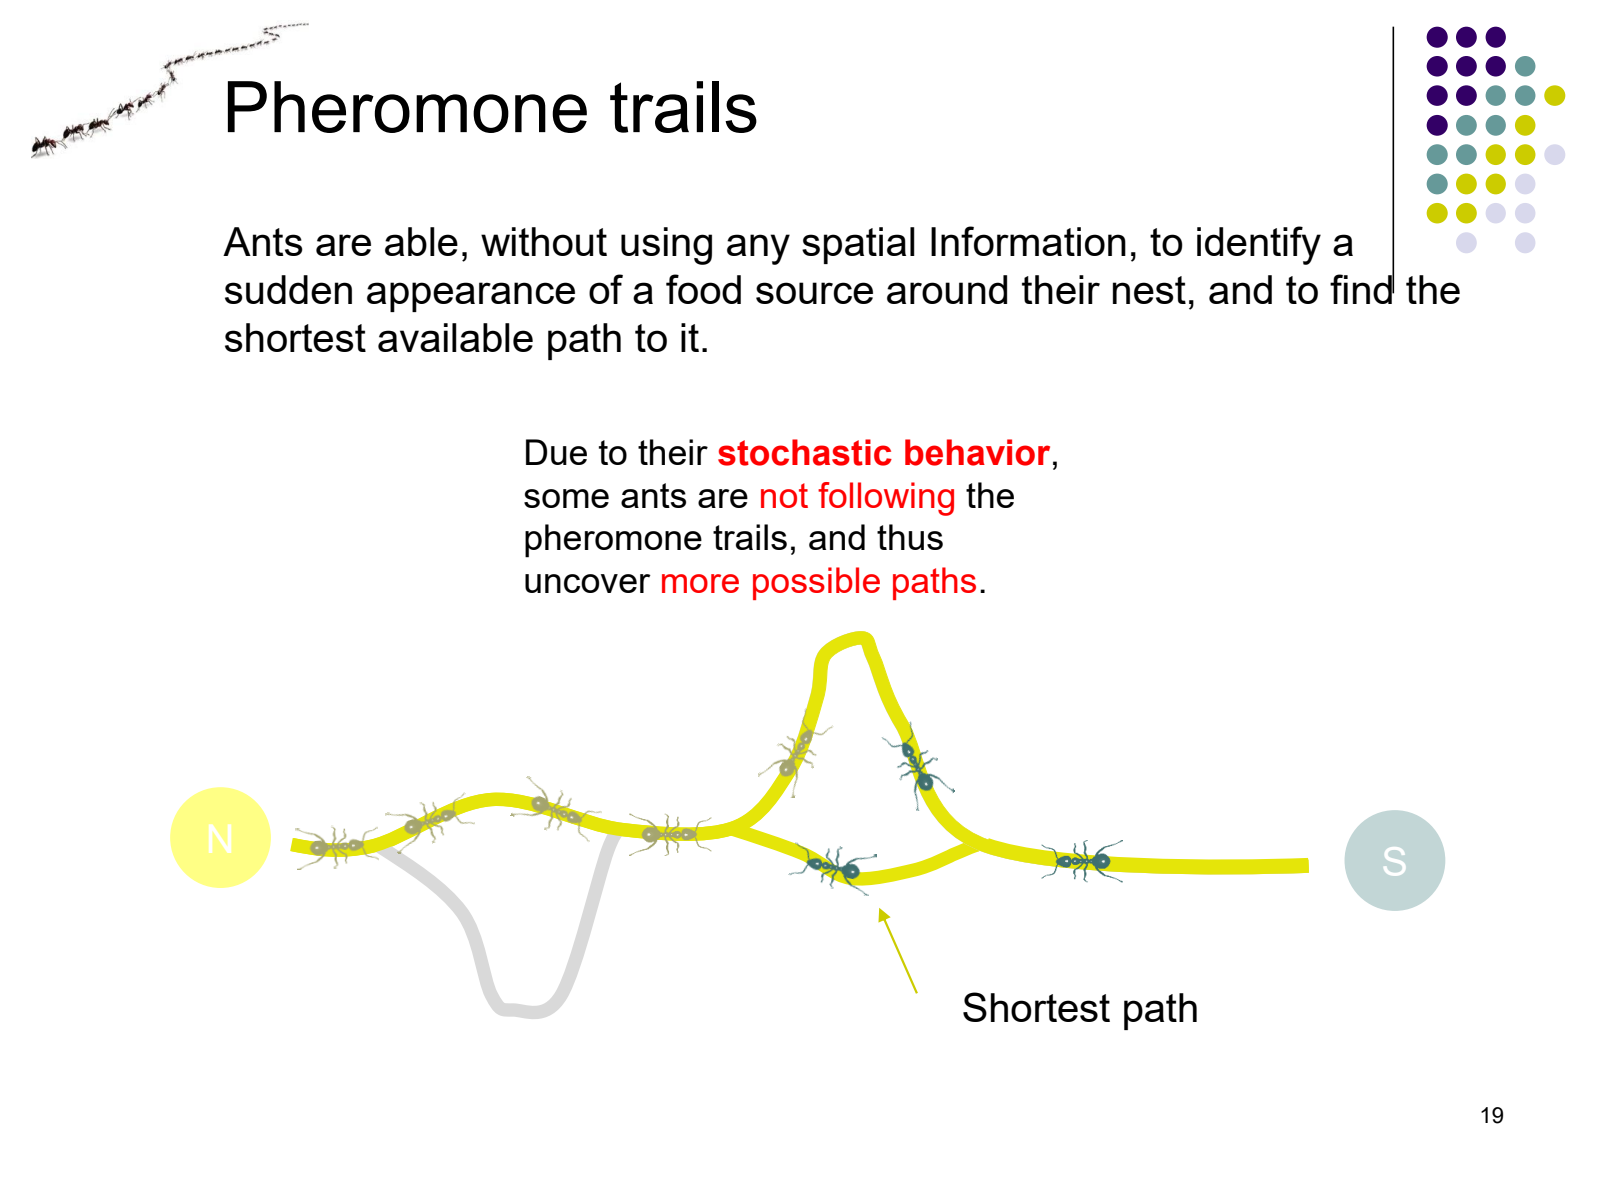 Pheromone trails
Ants are able, without using any spatial Information, to identify a
sudden appearance of a food source around their nest, and to find the
shortest available path to it.
Due to their stochastic behavior,
some ants are not following the
pheromone trails, and thus
uncover more possible paths.
N
S
Shortest path
19